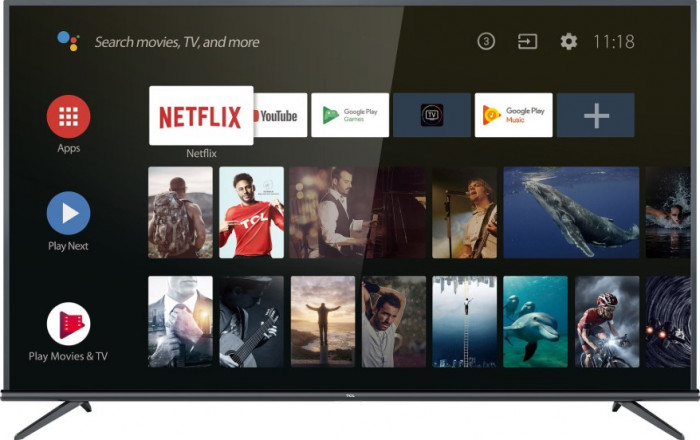 Search movies, TV, and more
3
11:18
NETFLIX
YouTube
Google Play
Games
TV
Google Play
Music
Apps
Netflix
TCL
Play Next
Play Movies & TV
TCL